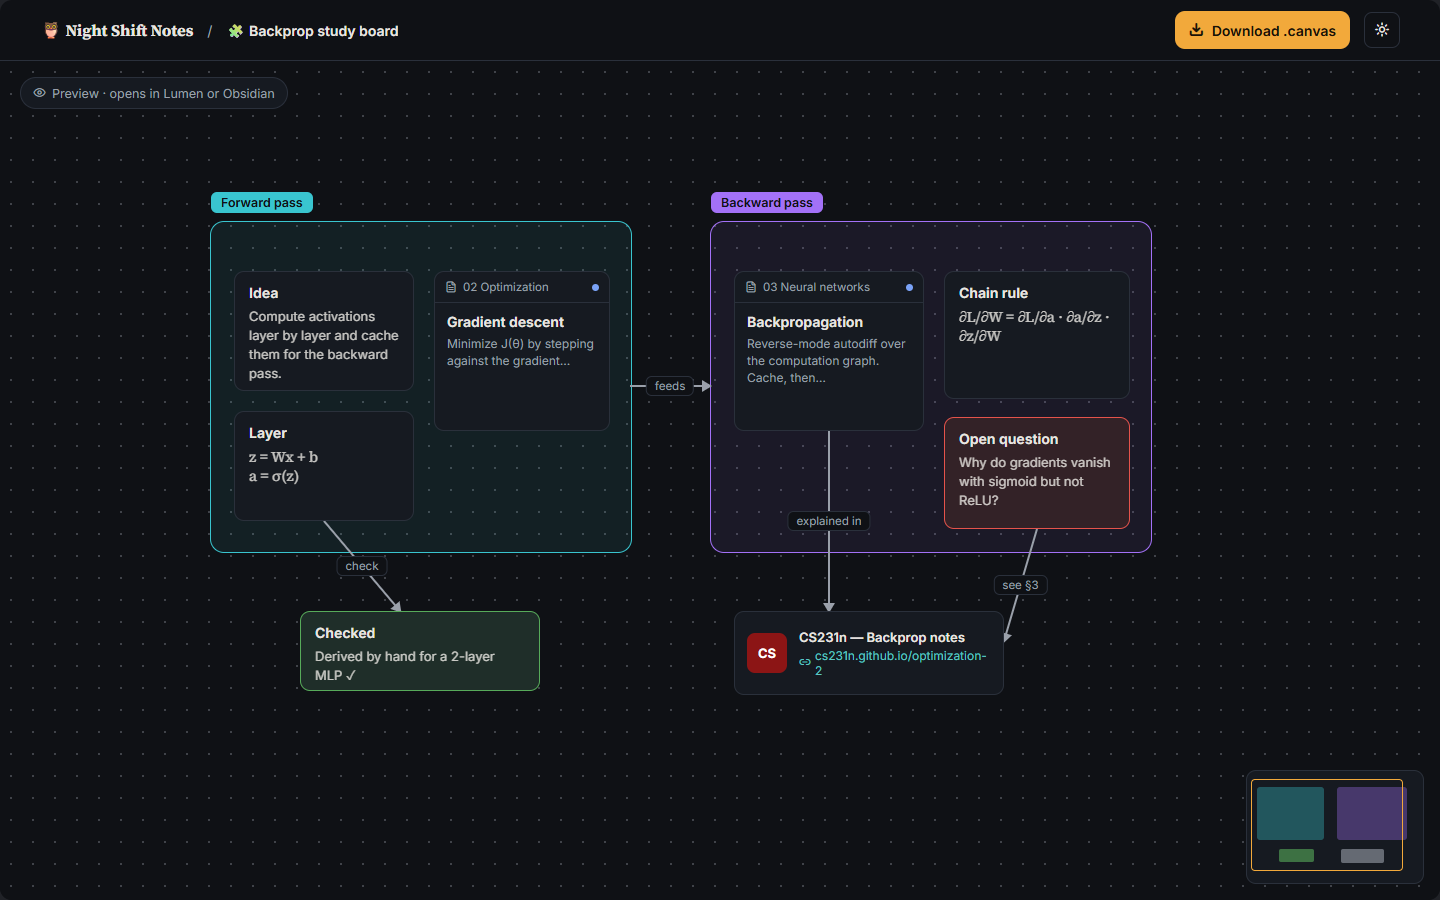 Night Shift Notes / Backprop study board
Download .canvas
Preview · opens in Lumen or Obsidian
Forward pass
Idea
Compute activations
layer by layer and cache
them for the backward
pass.
02 Optimization
Gradient descent
Minimize J(θ) by stepping
against the gradient...
Layer
z = Wx + b
a = σ(z)
feeds
Backward pass
03 Neural networks
Backpropagation
Reverse-mode autodiff over
the computation graph.
Cache, then...
Chain rule
∂L/∂W = ∂L/∂a · ∂a/∂z ·
∂z/∂W
Open question
Why do gradients vanish
with sigmoid but not
ReLU?
explained in
check
see §3
Checked
Derived by hand for a 2-layer
MLP ✓
CS
CS231n — Backprop notes
cs231n.github.io/optimization-
2